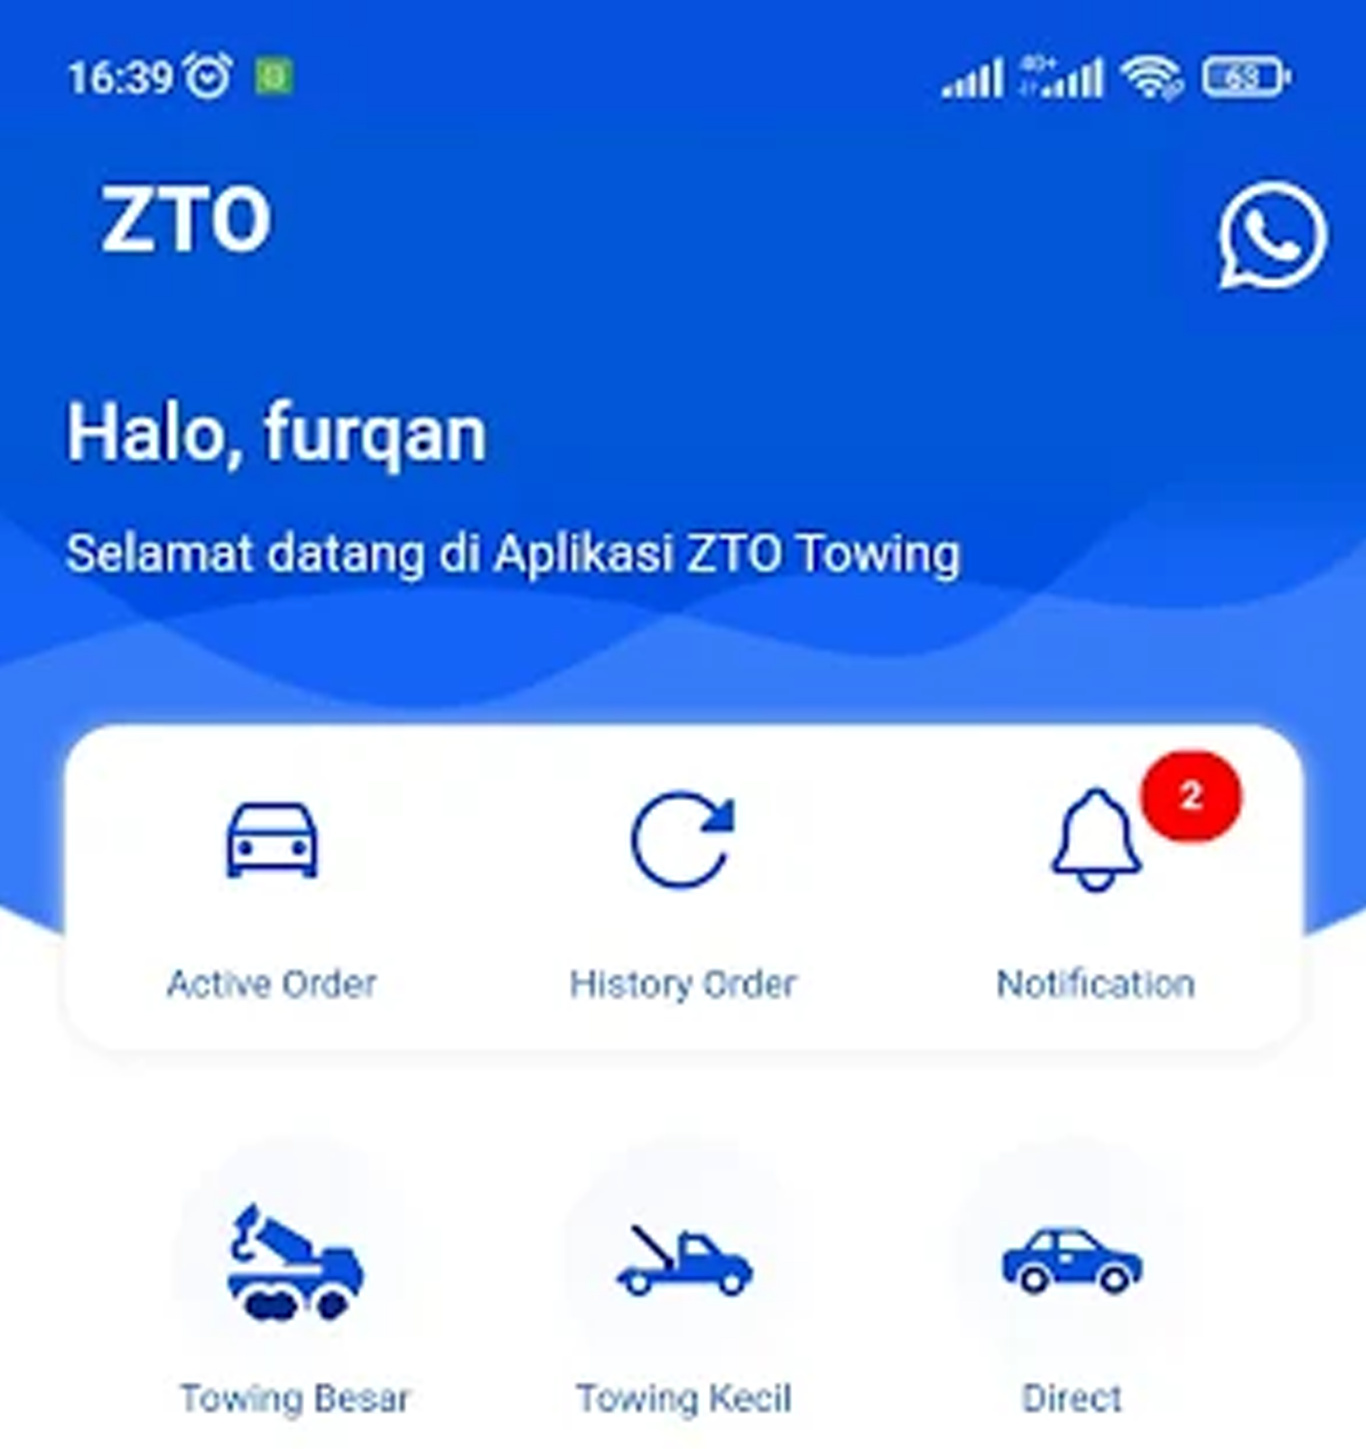 16:39
4G+
63
ZTO
Halo, furqan
Selamat datang di Aplikasi ZTO Towing
2
Active Order
History Order
Notification
Towing Besar
Towing Kecil
Direct